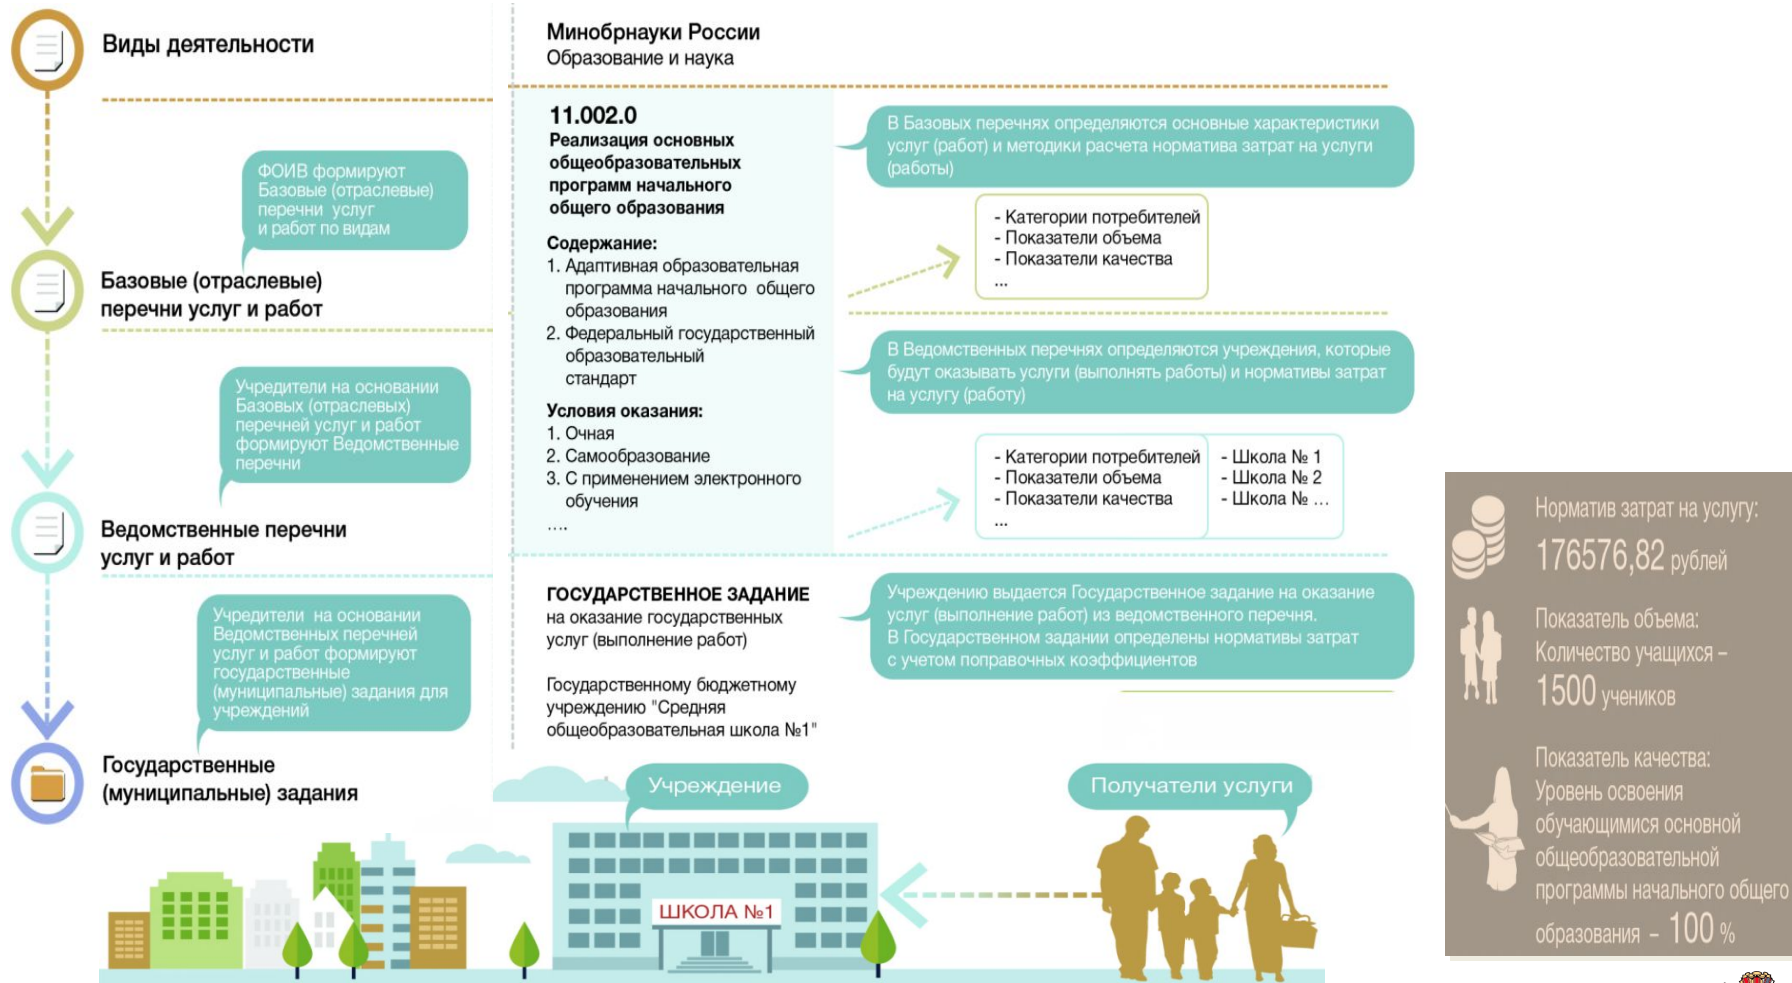 Виды деятельности
ФОИВ формируют
Базовые (отраслевые)
перечни услуг
и работ по видам
Базовые (отраслевые)
перечни услуг и работ
Учредители на основании
Базовых (отраслевых)
перечней услуг и работ
формируют Ведомственные
перечни
Ведомственные перечни
услуг и работ
Учредители на основании
Ведомственных перечней
услуг и работ формируют
государственные
(муниципальные) задания для
учреждений
Государственные
(муниципальные) задания
Минобрнауки России
Образование и наука
11.002.0
Реализация основных
общеобразовательных
программ начального
общего образования
Содержание:
1. Адаптивная образовательная
программа начального общего
образования
2. Федеральный государственный
образовательный
стандарт
Условия оказания:
1. Очная
2. Самообразование
3. С применением электронного
обучения
....
ГОСУДАРСТВЕННОЕ ЗАДАНИЕ
на оказание государственных
услуг (выполнение работ)
Государственному бюджетному
учреждению "Средняя
общеобразовательная школа №1"
В Базовых перечнях определяются основные характеристики
услуг (работ) и методики расчета норматива затрат на услуги
(работы)
- Категории потребителей
- Показатели объема
- Показатели качества
...
В Ведомственных перечнях определяются учреждения, которые
будут оказывать услуги (выполнять работы) и нормативы затрат
на услугу (работу)
- Категории потребителей
- Показатели объема
- Показатели качества
...
- Школа № 1
- Школа № 2
- Школа № ...
Учреждению выдается Государственное задание на оказание
услуг (выполнение работ) из ведомственного перечня.
В Государственном задании определены нормативы затрат
с учетом поправочных коэффициентов
Учреждение
ШКОЛА №1
Получатели услуги
Норматив затрат на услугу:
176576,82 рублей
Показатель объема:
Количество учащихся –
1500 учеников
Показатель качества:
Уровень освоения
обучающимися основной
общеобразовательной
программы начального общего
образования – 100 %